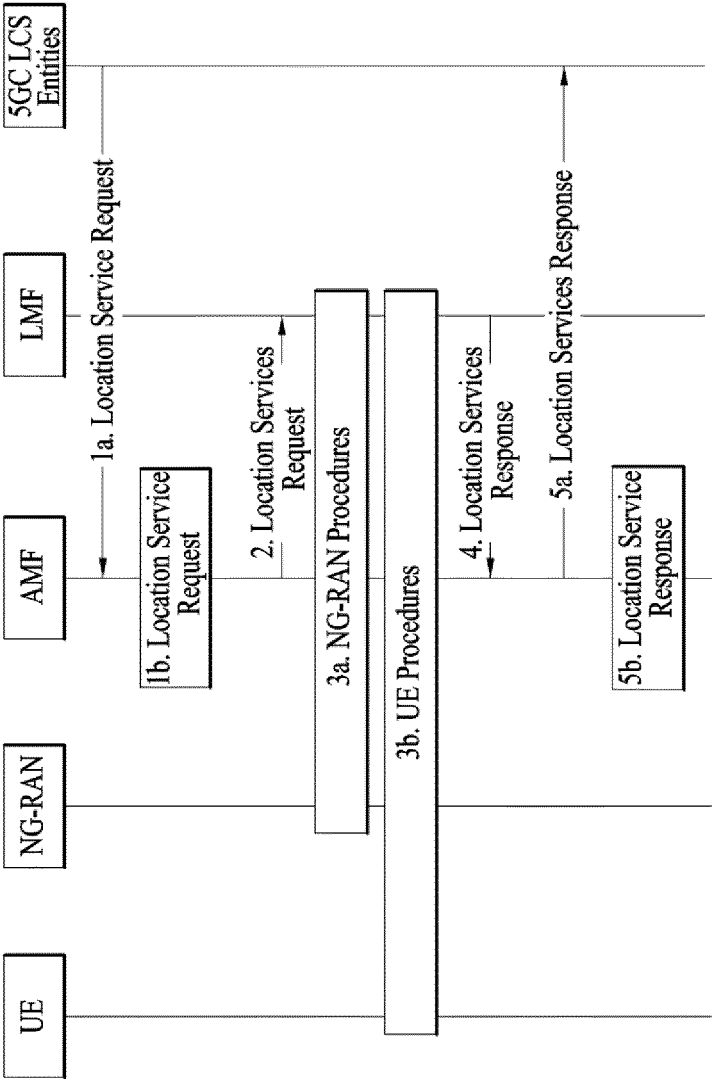 UE
NG-RAN
AMF
LMF
5GC LCS
Entities
1a. Location Service Request
1b. Location Service
Request
2. Location Services
Request
3a. NG-RAN Procedures
3b. UE Procedures
4. Location Services
Response
5a. Location Services Response
5b. Location Service
Response